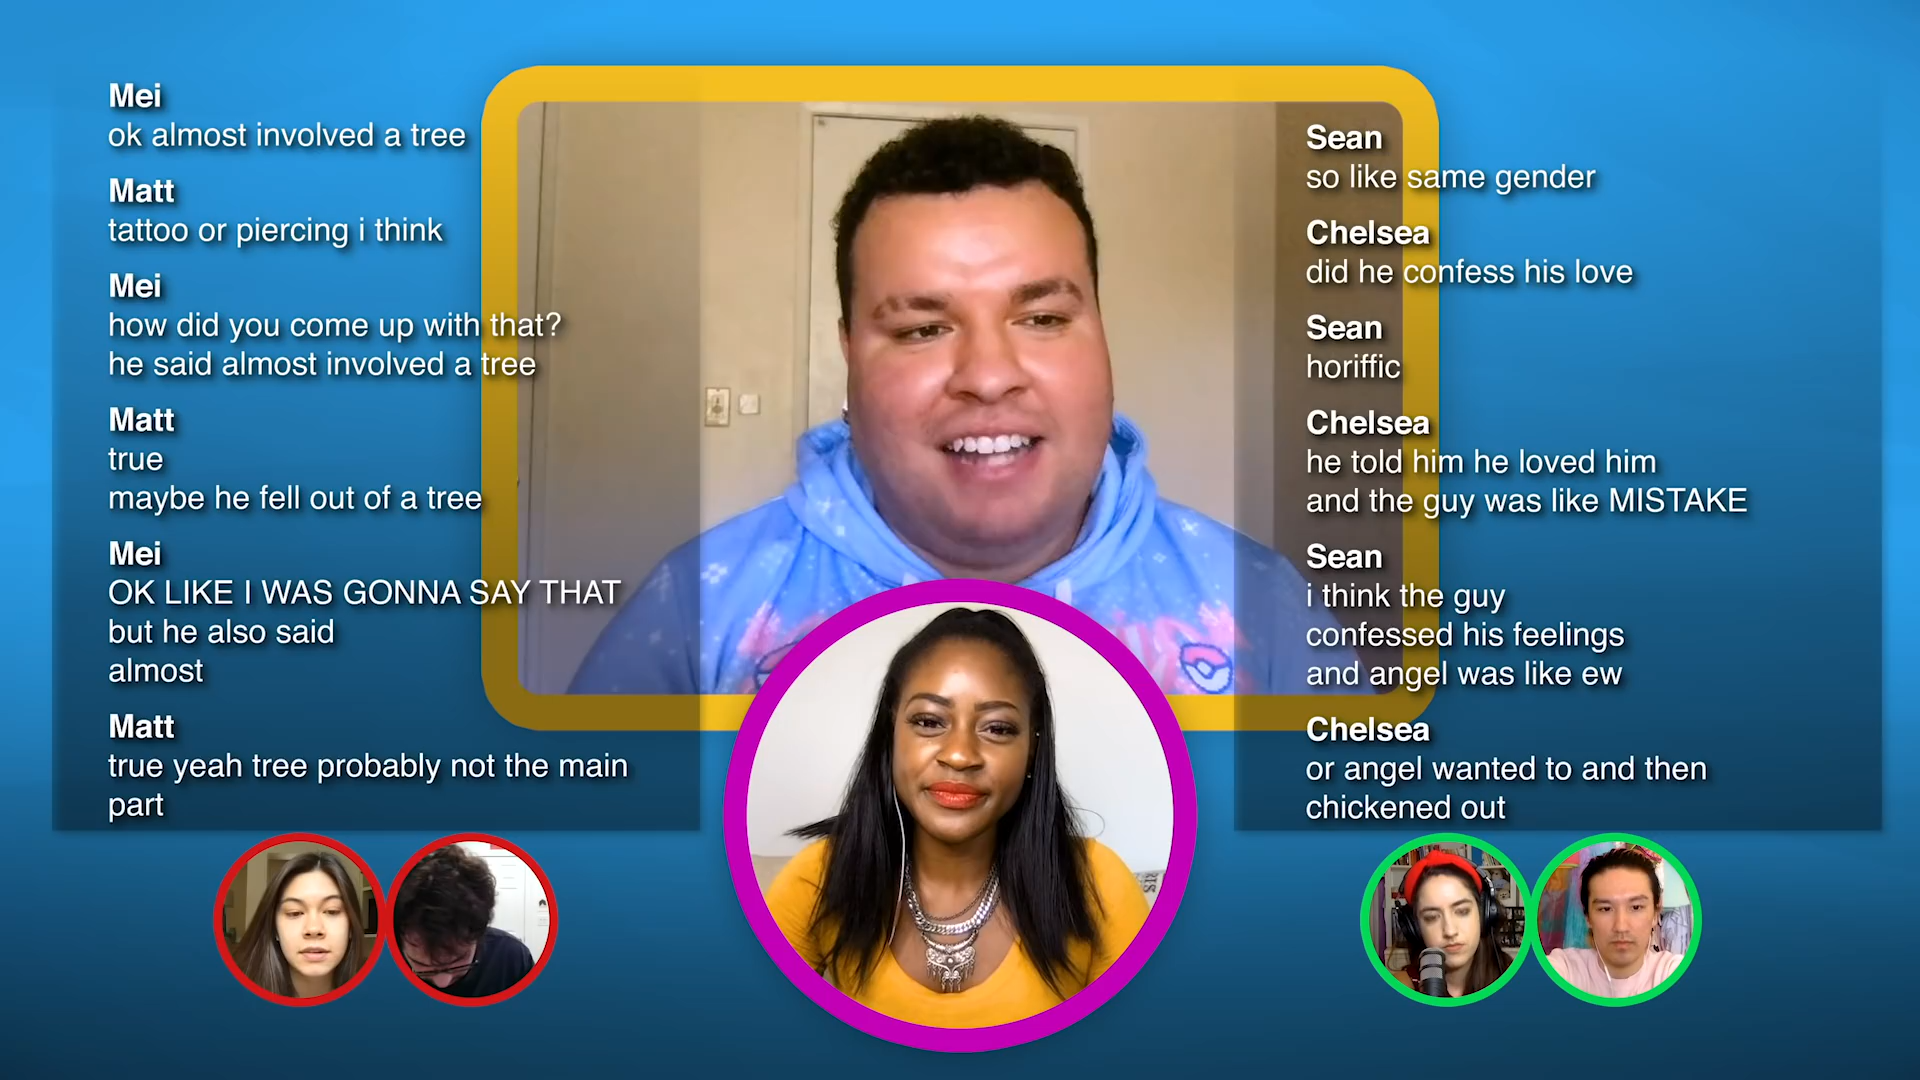 Mei
ok almost involved a tree
Matt
tattoo or piercing i think
Mei
how did you come up with that?
he said almost involved a tree
Matt
true
maybe he fell out of a tree
Mei
OK LIKE I WAS GONNA SAY THAT
but he also said
almost
Matt
true yeah tree probably not the main
part
Sean
so like same gender
Chelsea
did he confess his love
Sean
horiffic
Chelsea
he told him he loved him
and the guy was like MISTAKE
Sean
i think the guy
confessed his feelings
and angel was like ew
Chelsea
or angel wanted to and then
chickened out